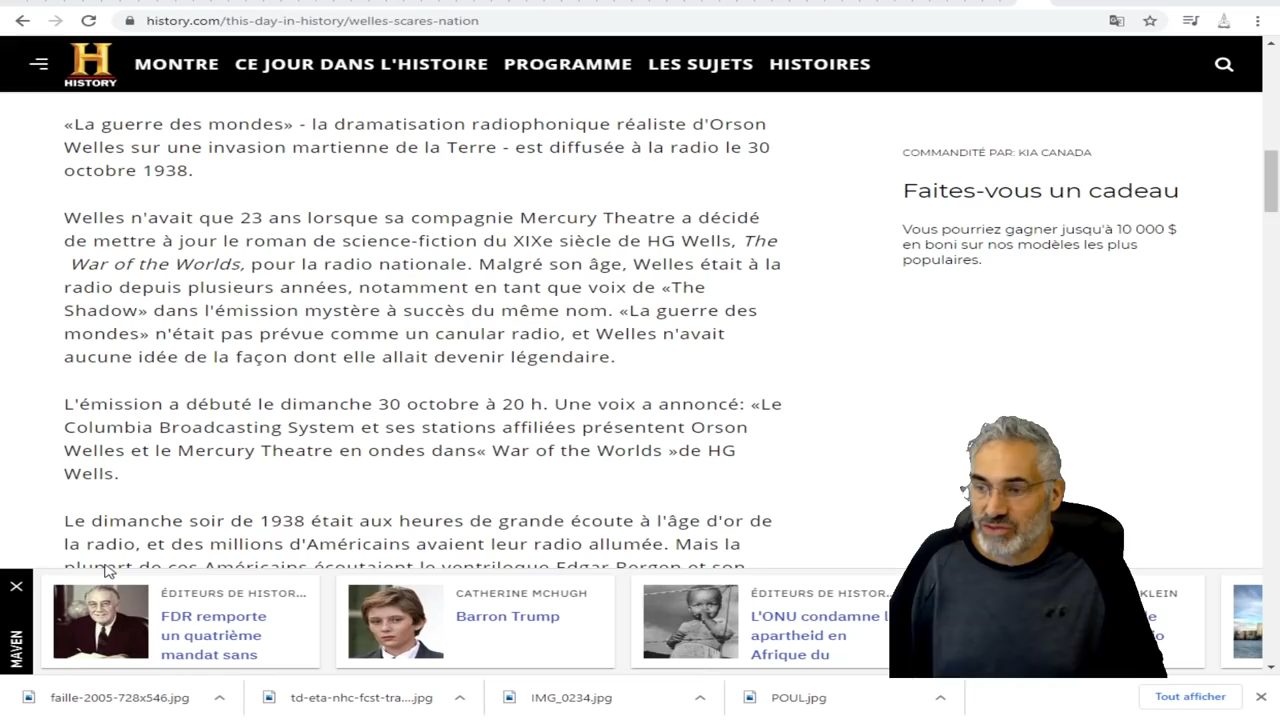 history.com/this-day-in-history/welles-scares-nation
H
HISTORY
MONTRE CE JOUR DANS L'HISTOIRE PROGRAMME LES SUJETS HISTOIRES
«La guerre des mondes» - la dramatisation radiophonique réaliste d'Orson
Welles sur une invasion martienne de la Terre - est diffusée à la radio le 30
octobre 1938.
Welles n'avait que 23 ans lorsque sa compagnie Mercury Theatre a décidé
de mettre à jour le roman de science-fiction du XIXe siècle de HG Wells, The
War of the Worlds, pour la radio nationale. Malgré son âge, Welles était à la
radio depuis plusieurs années, notamment en tant que voix de «The
Shadow» dans l'émission mystère à succès du même nom. «La guerre des
mondes» n'était pas prévue comme un canular radio, et Welles n'avait
aucune idée de la façon dont elle allait devenir légendaire.
L'émission a débuté le dimanche 30 octobre à 20 h. Une voix a annoncé: «Le
Columbia Broadcasting System et ses stations affiliées présentent Orson
Welles et le Mercury Theatre en ondes dans« War of the Worlds »de HG
Wells.
Le dimanche soir de 1938 était aux heures de grande écoute à l'âge d'or de
la radio, et des millions d'Américains avaient leur radio allumée. Mais la
plupart de ces Américains écoutaient le ventriloque Edgar Bergen et son
COMMANDITÉ PAR: KIA CANADA
Faites-vous un cadeau
Vous pourriez gagner jusqu'à 10 000 $
en boni sur nos modèles les plus
populaires.
MAVEN
ÉDITEURS DE HISTOR...
FDR remporte
un quatrième
mandat sans
CATHERINE MCHUGH
Barron Trump
ÉDITEURS DE HISTOR...
L'ONU condamne l
apartheid en
Afrique du
KLEIN
faille-2005-728x546.jpg
td-eta-nhc-fcst-tra....jpg
IMG_0234.jpg
POUL.jpg
Tout afficher